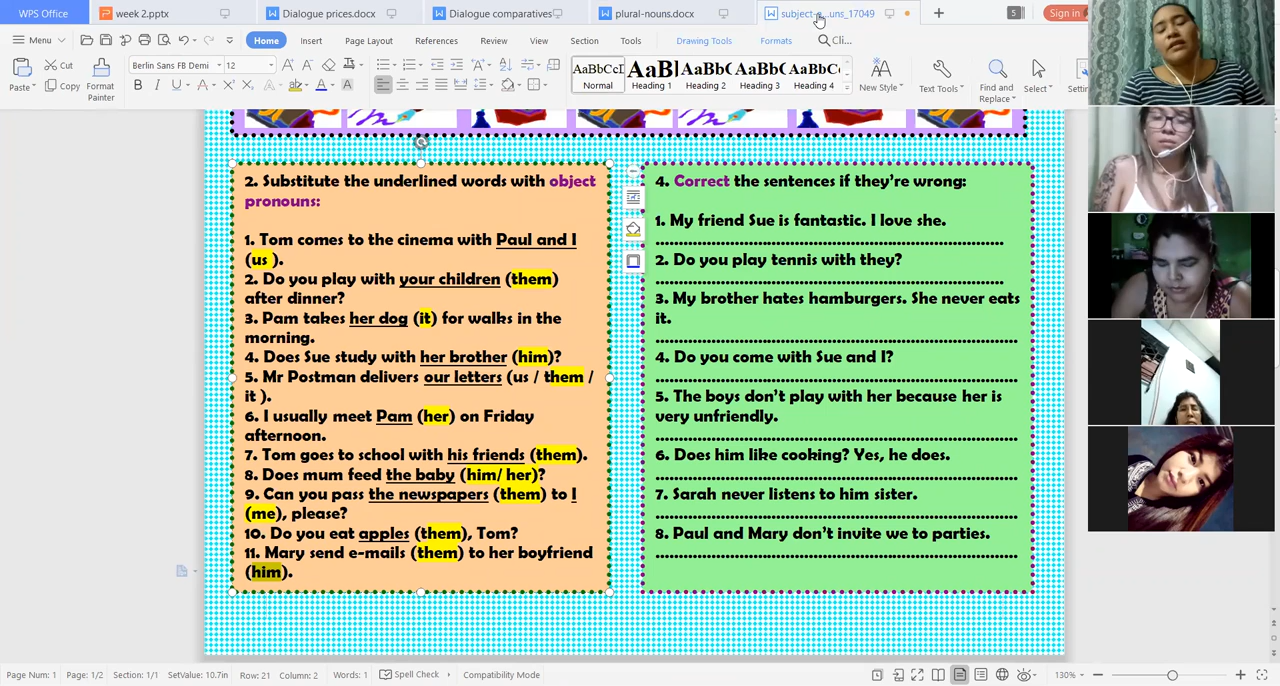 WPS Office
week 2.pptx
Dialogue prices.docx
Dialogue comparatives
plural-nouns.docx
subject-o...uns_17049
5
Sign in
Menu
Home
Insert
Page Layout
References
Review
View
Section
Tools
Drawing Tools
Formats
Clic...
Paste
Cut
Copy
Format Painter
Berlin Sans FB Demi
12
AaBbCcD
Normal
AaBl
Heading 1
AaBb(
Heading 2
AaBb(
Heading 3
AaBbC
Heading 4
New Style
Text Tools
Find and Replace
Select
2. Substitute the underlined words with object
pronouns:
1. Tom comes to the cinema with Paul and I
(us ).
2. Do you play with your children (them)
after dinner?
3. Pam takes her dog (it) for walks in the
morning.
4. Does Sue study with her brother (him)?
5. Mr Postman delivers our letters (us / them /
it ).
6. I usually meet Pam (her) on Friday
afternoon.
7. Tom goes to school with his friends (them).
8. Does mum feed the baby (him/ her)?
9. Can you pass the newspapers (them) to I
(me), please?
10. Do you eat apples (them), Tom?
11. Mary send e-mails (them) to her boyfriend
(him).
4. Correct the sentences if they're wrong:
1. My friend Sue is fantastic. I love she.
2. Do you play tennis with they?
3. My brother hates hamburgers. She never eats
it.
4. Do you come with Sue and I?
5. The boys don't play with her because her is
very unfriendly.
6. Does him like cooking? Yes, he does.
7. Sarah never listens to him sister.
8. Paul and Mary don't invite we to parties.
Page Num: 1 Page: 1/2 Section: 1/1 SetValue: 10.7in Row: 21 Column: 2 Words: 1 Spell Check Compatibility Mode
130%